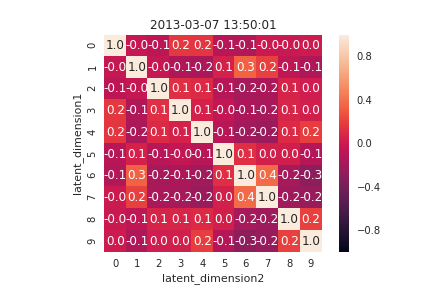 2013-03-07 13:50:01
latent_dimension1
0 1.0 -0.0 -0.1 0.2 0.2 -0.1 -0.1 -0.0 -0.0 0.0
1 -0.0 1.0 -0.0 -0.1 -0.2 0.1 0.3 0.2 -0.1 -0.1
2 -0.1 -0.0 1.0 0.1 0.1 -0.1 -0.2 -0.2 0.1 0.0
3 0.2 -0.1 0.1 1.0 0.1 -0.0 -0.1 -0.2 0.1 0.0
4 0.2 -0.2 0.1 0.1 1.0 -0.1 -0.2 -0.2 0.1 0.2
5 -0.1 0.1 -0.1 -0.0 -0.1 1.0 0.1 0.0 0.0 -0.1
6 -0.1 0.3 -0.2 -0.1 -0.2 0.1 1.0 0.4 -0.2 -0.3
7 -0.0 0.2 -0.2 -0.2 -0.2 0.0 0.4 1.0 -0.2 -0.2
8 -0.0 -0.1 0.1 0.1 0.1 0.0 -0.2 -0.2 1.0 0.2
9 0.0 -0.1 0.0 0.0 0.2 -0.1 -0.3 -0.2 0.2 1.0
0 1 2 3 4 5 6 7 8 9
latent_dimension2
0.8
0.4
0.0
−0.4
−0.8